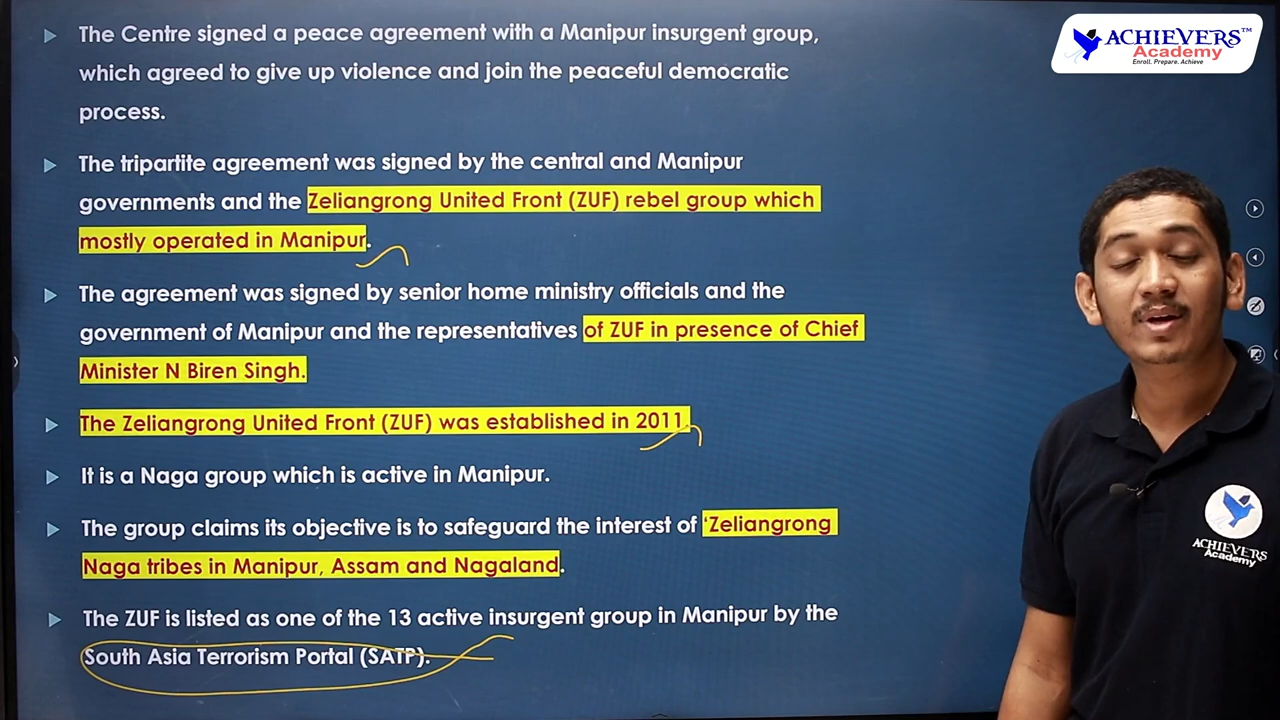 The Centre signed a peace agreement with a Manipur insurgent group,
which agreed to give up violence and join the peaceful democratic
process.
The tripartite agreement was signed by the central and Manipur
governments and the Zeliangrong United Front (ZUF) rebel group which
mostly operated in Manipur.
The agreement was signed by senior home ministry officials and the
government of Manipur and the representatives of ZUF in presence of Chief
Minister N Biren Singh.
The Zeliangrong United Front (ZUF) was established in 2011.
It is a Naga group which is active in Manipur.
The group claims its objective is to safeguard the interest of ‘Zeliangrong
Naga tribes in Manipur, Assam and Nagaland.
The ZUF is listed as one of the 13 active insurgent group in Manipur by the
South Asia Terrorism Portal (SATP).
ACHIEVERS™
Academy
Enroll. Prepare. Achieve
ACHIEVERS
Academy